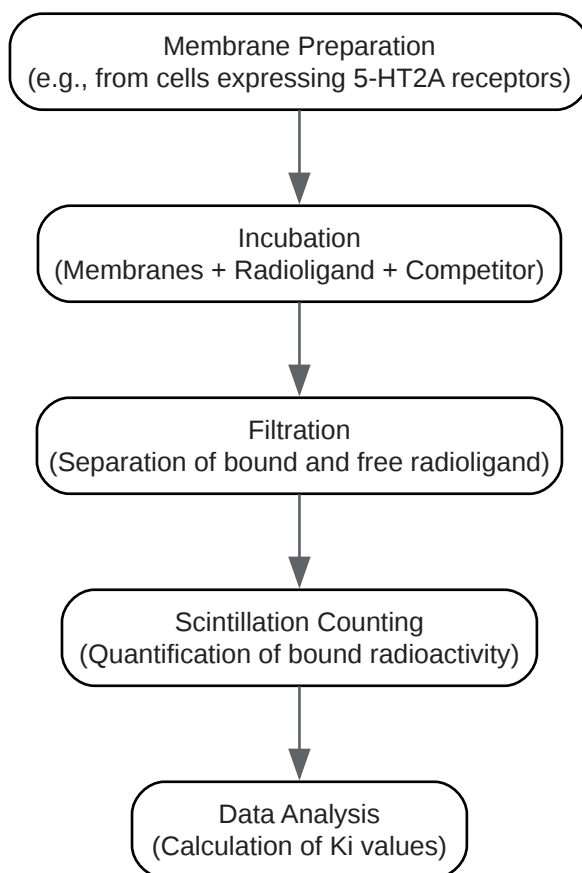 Membrane Preparation
(e.g., from cells expressing 5-HT2A receptors)
Incubation
(Membranes + Radioligand + Competitor)
Filtration
(Separation of bound and free radioligand)
Scintillation Counting
(Quantification of bound radioactivity)
Data Analysis
(Calculation of Ki values)